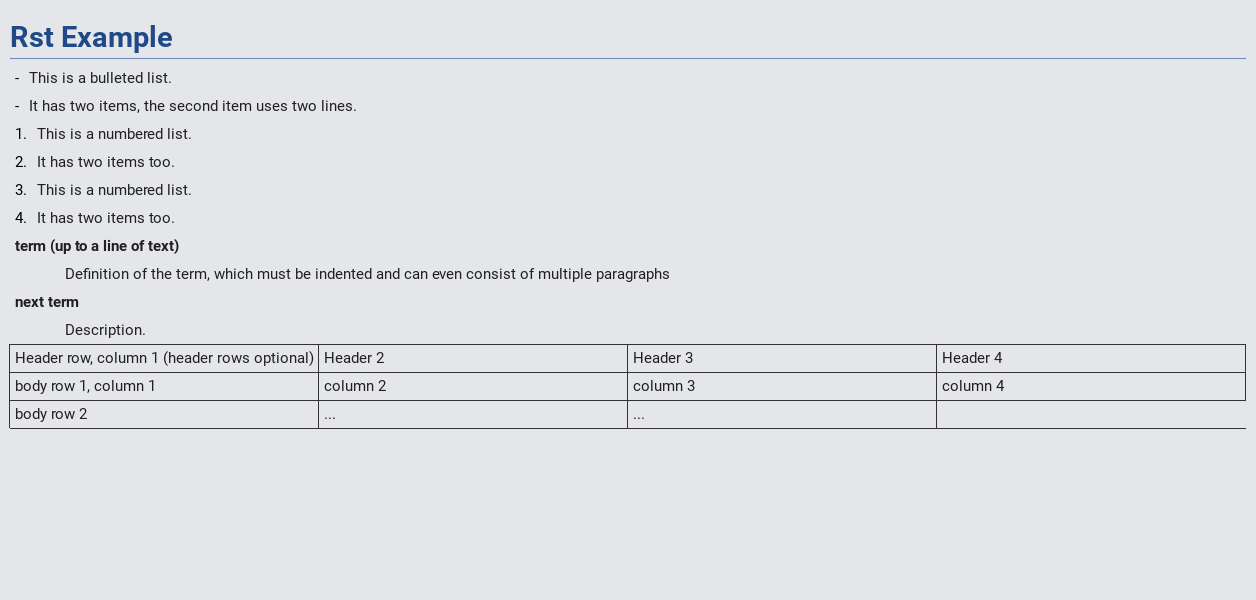 Rst Example
- This is a bulleted list.
- It has two items, the second item uses two lines.
1. This is a numbered list.
2. It has two items too.
3. This is a numbered list.
4. It has two items too.
term (up to a line of text)
Definition of the term, which must be indented and can even consist of multiple paragraphs
next term
Description.
Header row, column 1 (header rows optional) Header 2 Header 3 Header 4
body row 1, column 1 column 2 column 3 column 4
body row 2 ... ...